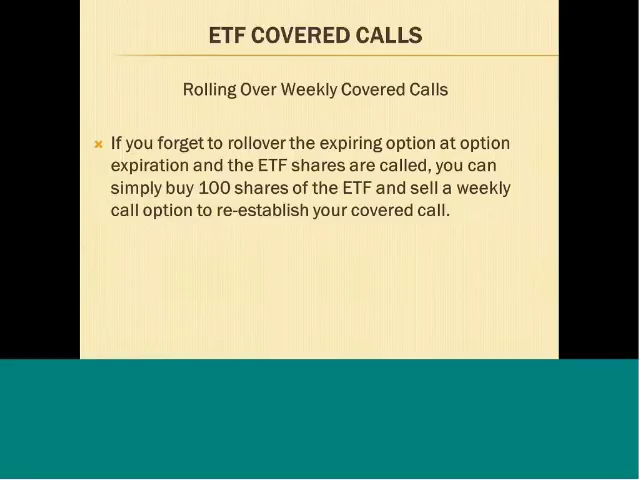 ETF COVERED CALLS
Rolling Over Weekly Covered Calls
If you forget to rollover the expiring option at option
expiration and the ETF shares are called, you can
simply buy 100 shares of the ETF and sell a weekly
call option to re-establish your covered call.